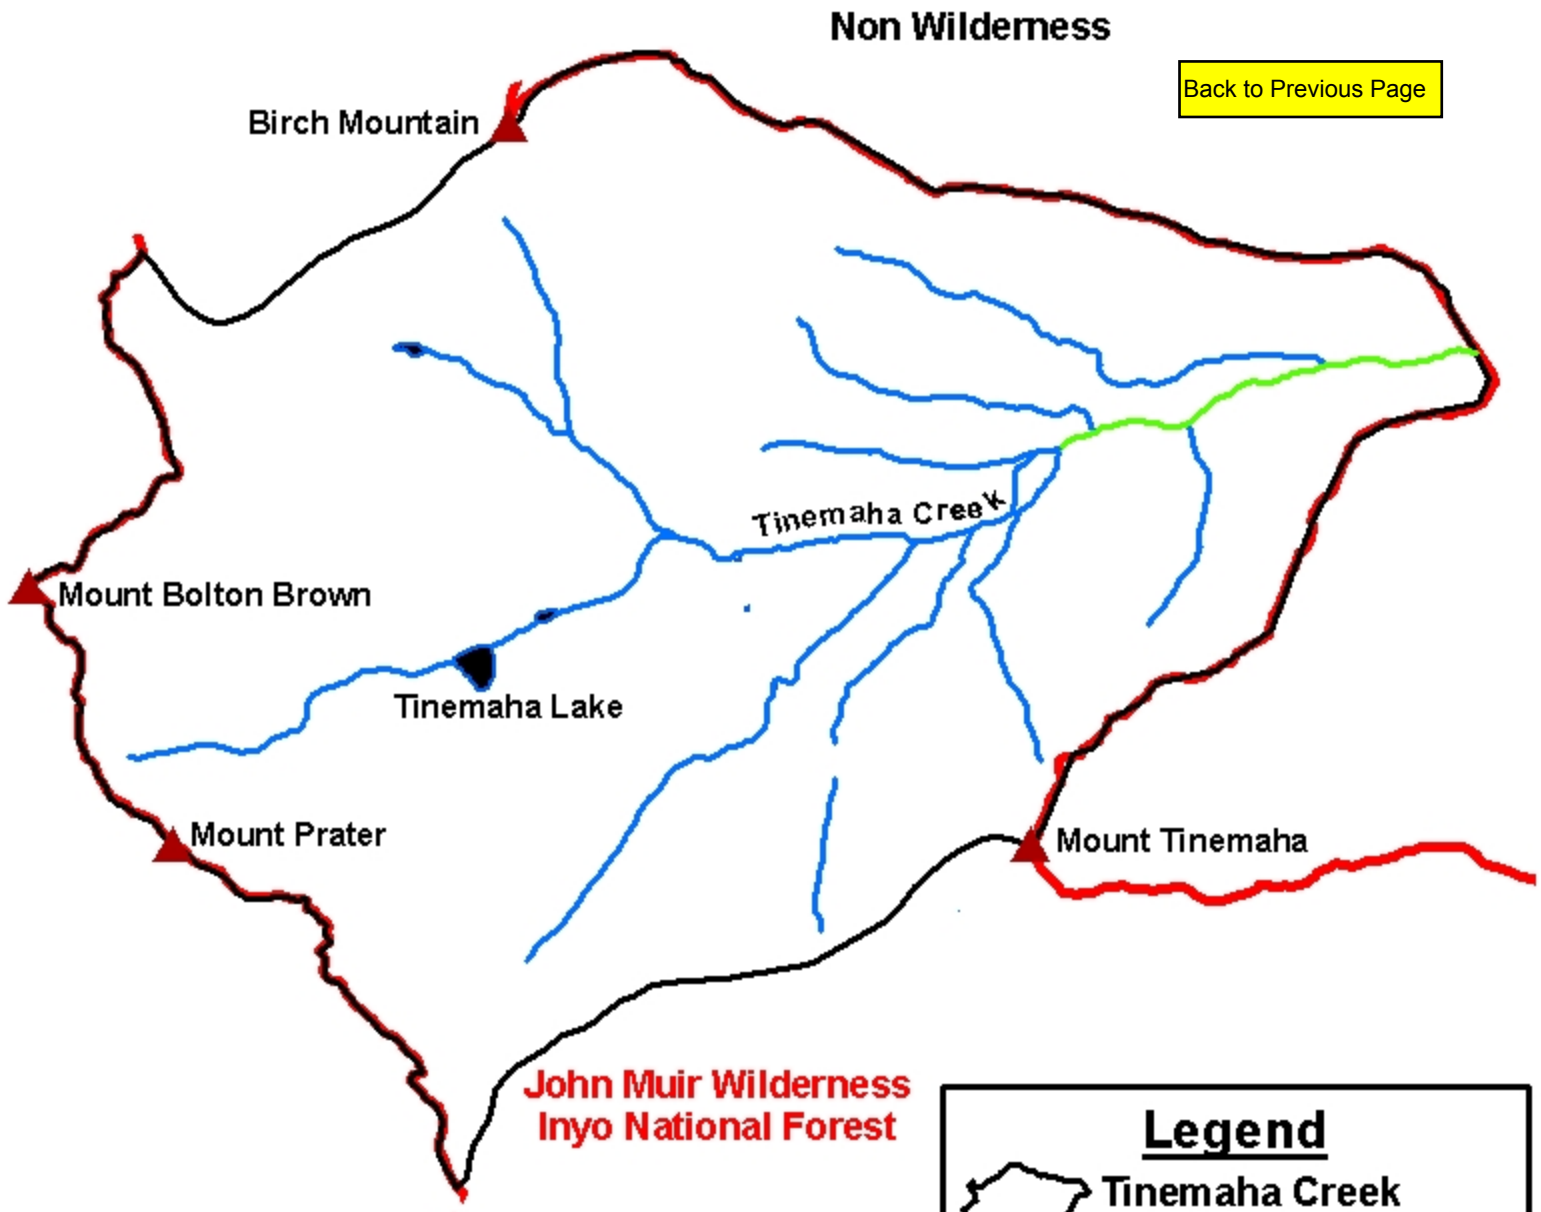 Non Wilderness
Back to Previous Page
Birch Mountain
Tinemaha Creek
Mount Bolton Brown
Tinemaha Lake
Mount Prater
Mount Tinemaha
John Muir Wilderness
Inyo National Forest
Legend
Tinemaha Creek